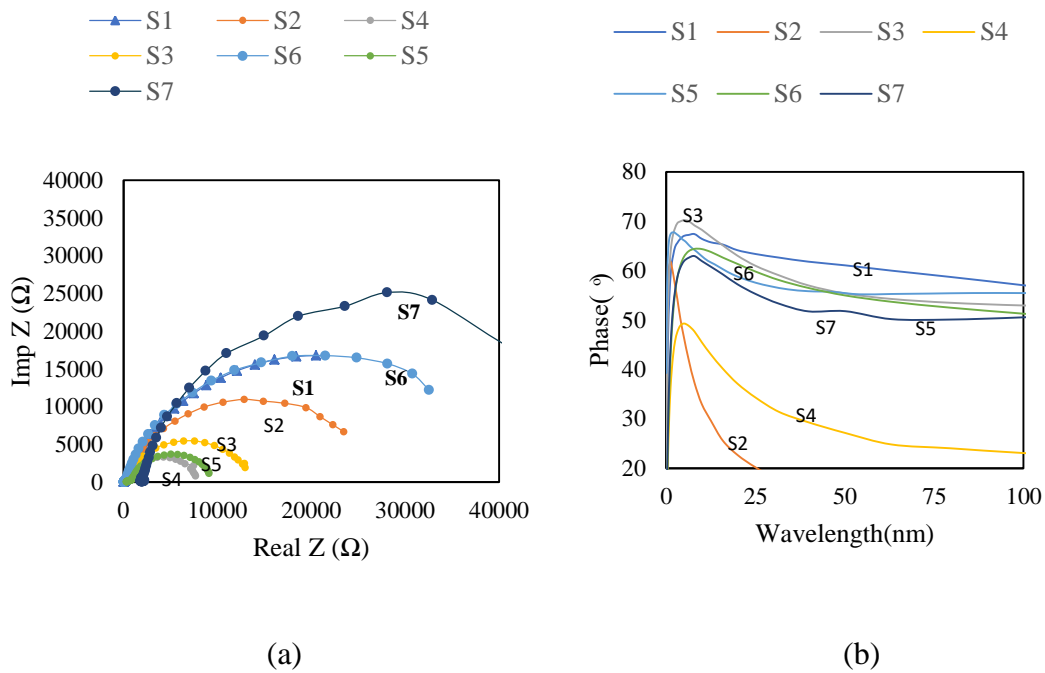 S1 S2 S4
S3 S6 S5
S7
40000
35000
30000
25000
20000
15000
10000
5000
0
Imp Z (Ω)
S7
S6
S1
S2
S3
S5
S4
0 10000 20000 30000 40000
Real Z (Ω)
(a)
S1 S2 S3 S4
S5 S6 S7
80
70
60
50
40
30
20
Phase( °)
S3
S1
S6
S7 S5
S4
S2
0 25 50 75 100
Wavelength(nm)
(b)